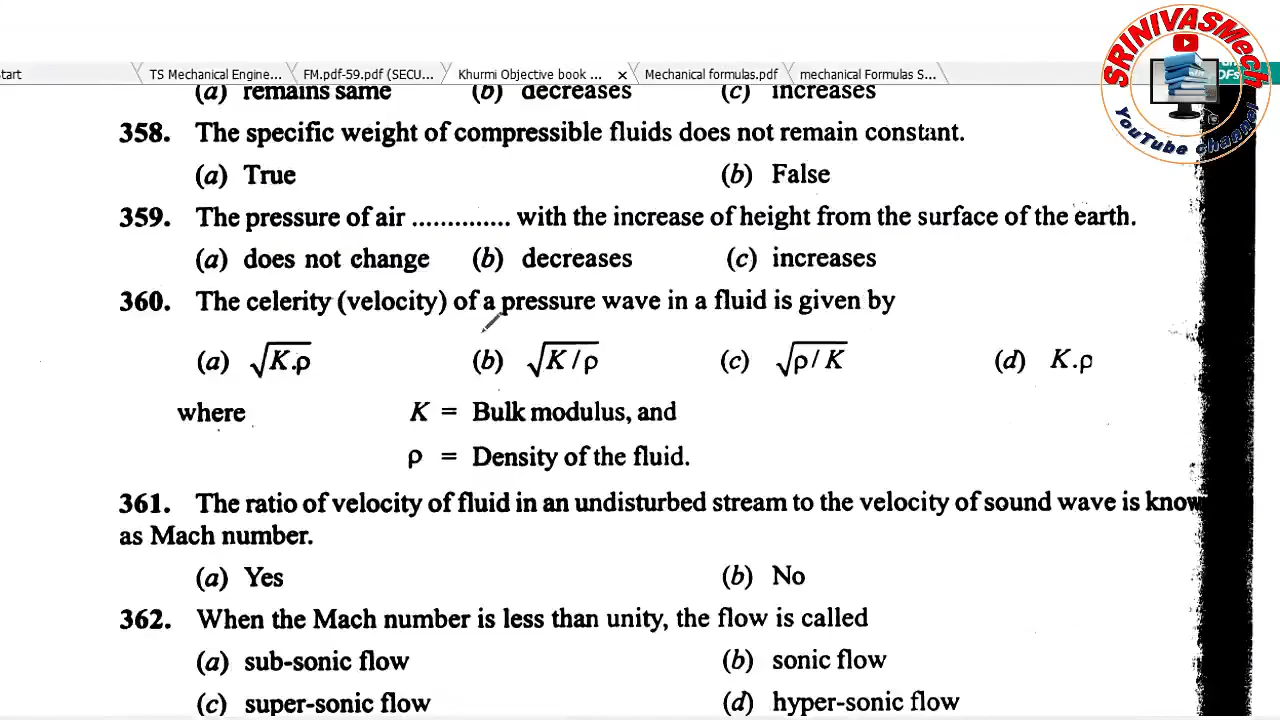 SRINIVASMech
YouTube channel
tart
TS Mechanical Engine...
FM.pdf-59.pdf (SECU...
Khurmi Objective book ...
×
Mechanical formulas.pdf
mechanical Formulas S...
(a) remains same (b) decreases (c) increases
358. The specific weight of compressible fluids does not remain constant.
(a) True (b) False
359. The pressure of air .............. with the increase of height from the surface of the earth.
(a) does not change (b) decreases (c) increases
360. The celerity (velocity) of a pressure wave in a fluid is given by
(a) √K.ρ (b) √K/ρ (c) √ρ/K (d) K.ρ
where K = Bulk modulus, and
ρ = Density of the fluid.
361. The ratio of velocity of fluid in an undisturbed stream to the velocity of sound wave is know
as Mach number.
(a) Yes (b) No
362. When the Mach number is less than unity, the flow is called
(a) sub-sonic flow (b) sonic flow
(c) super-sonic flow (d) hyper-sonic flow